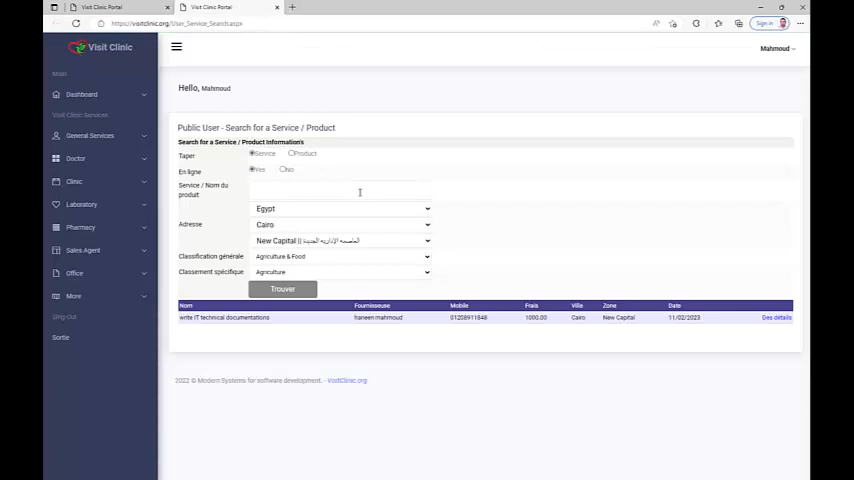 Visit Clinic Portal
Visit Clinic Portal
https://visitclinic.org/User_Service_Search.aspx
Sign in
Visit Clinic
Mahmoud
Main
Dashboard
Visit Clinic Services
General Services
Doctor
Clinic
Laboratory
Pharmacy
Sales Agent
Office
More
Sing Out
Sortie
Hello, Mahmoud
Public User - Search for a Service / Product
Search for a Service / Product Information's
Taper Service Product
En ligne Yes No
Service / Nom du
produit
Egypt
Adresse Cairo
New Capital || العاصمه الإداريه الجديدة
Classification générale Agriculture & Food
Classement spécifique Agriculture
Trouver
Nom Fournisseuse Mobile Frais Ville Zone Date
write IT technical documentations haneen mahmoud 01208911848 1000.00 Cairo New Capital 11/02/2023 Des détails
2022 © Modern Systems for software development. - VisitClinic.org